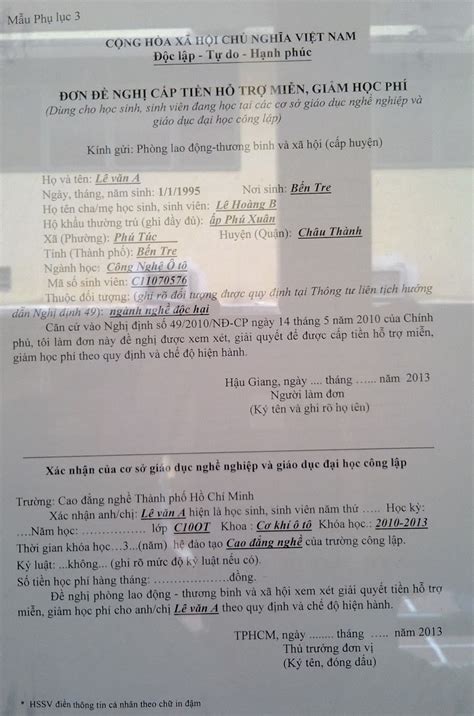 Mẫu Phụ lục 3
CỘNG HÒA XÃ HỘI CHỦ NGHĨA VIỆT NAM
Độc lập - Tự do - Hạnh phúc
ĐƠN ĐỀ NGHỊ CẤP TIỀN HỖ TRỢ MIỄN, GIẢM HỌC PHÍ
(Dùng cho học sinh, sinh viên đang học tại các cơ sở giáo dục nghề nghiệp và
giáo dục đại học công lập)
Kính gửi: Phòng lao động-thương binh và xã hội (cấp huyện)
Họ và tên: Lê văn A
Ngày, tháng, năm sinh: 1/1/1995 Nơi sinh: Bến Tre
Họ tên cha/mẹ học sinh, sinh viên: Lê Hoàng B
Hộ khẩu thường trú (ghi đầy đủ): ấp Phú Xuân
Xã (Phường): Phú Túc Huyện (Quận): Châu Thành
Tỉnh (Thành phố): Bến Tre
Ngành học: Công Nghệ Ô tô
Mã số sinh viên: C11070576
Thuộc đối tượng: (ghi rõ đối tượng được quy định tại Thông tư liên tịch hướng
dẫn Nghị định 49): ngành nghề độc hại
Căn cứ vào Nghị định số 49/2010/NĐ-CP ngày 14 tháng 5 năm 2010 của Chính
phủ, tôi làm đơn này đề nghị được xem xét, giải quyết để được cấp tiền hỗ trợ miễn,
giảm học phí theo quy định và chế độ hiện hành.
Hậu Giang, ngày .... tháng ...... năm 2013
Người làm đơn
(Ký tên và ghi rõ họ tên)
Xác nhận của cơ sở giáo dục nghề nghiệp và giáo dục đại học công lập
Trường: Cao đẳng nghề Thành phố Hồ Chí Minh
Xác nhận anh/chị: Lê văn A hiện là học sinh, sinh viên năm thứ ..... Học kỳ:
....Năm học: ............... lớp C10OT Khoa : Cơ khí ô tô Khóa học.: 2010-2013
Thời gian khóa học...3...(năm) hệ đào tạo Cao đẳng nghề của trường công lập.
Kỷ luật: ...không... (ghi rõ mức độ kỷ luật nếu có).
Số tiền học phí hàng tháng: ..................đồng.
Đề nghị phòng lao động - thương binh và xã hội xem xét giải quyết tiền hỗ trợ
miễn, giảm học phí cho anh/chị Lê văn A theo quy định và chế độ hiện hành.
TPHCM, ngày ........ tháng ..... năm 2013
Thủ trưởng đơn vị
(Ký tên, đóng dấu)
* HSSV điền thông tin cá nhân theo chữ in đậm